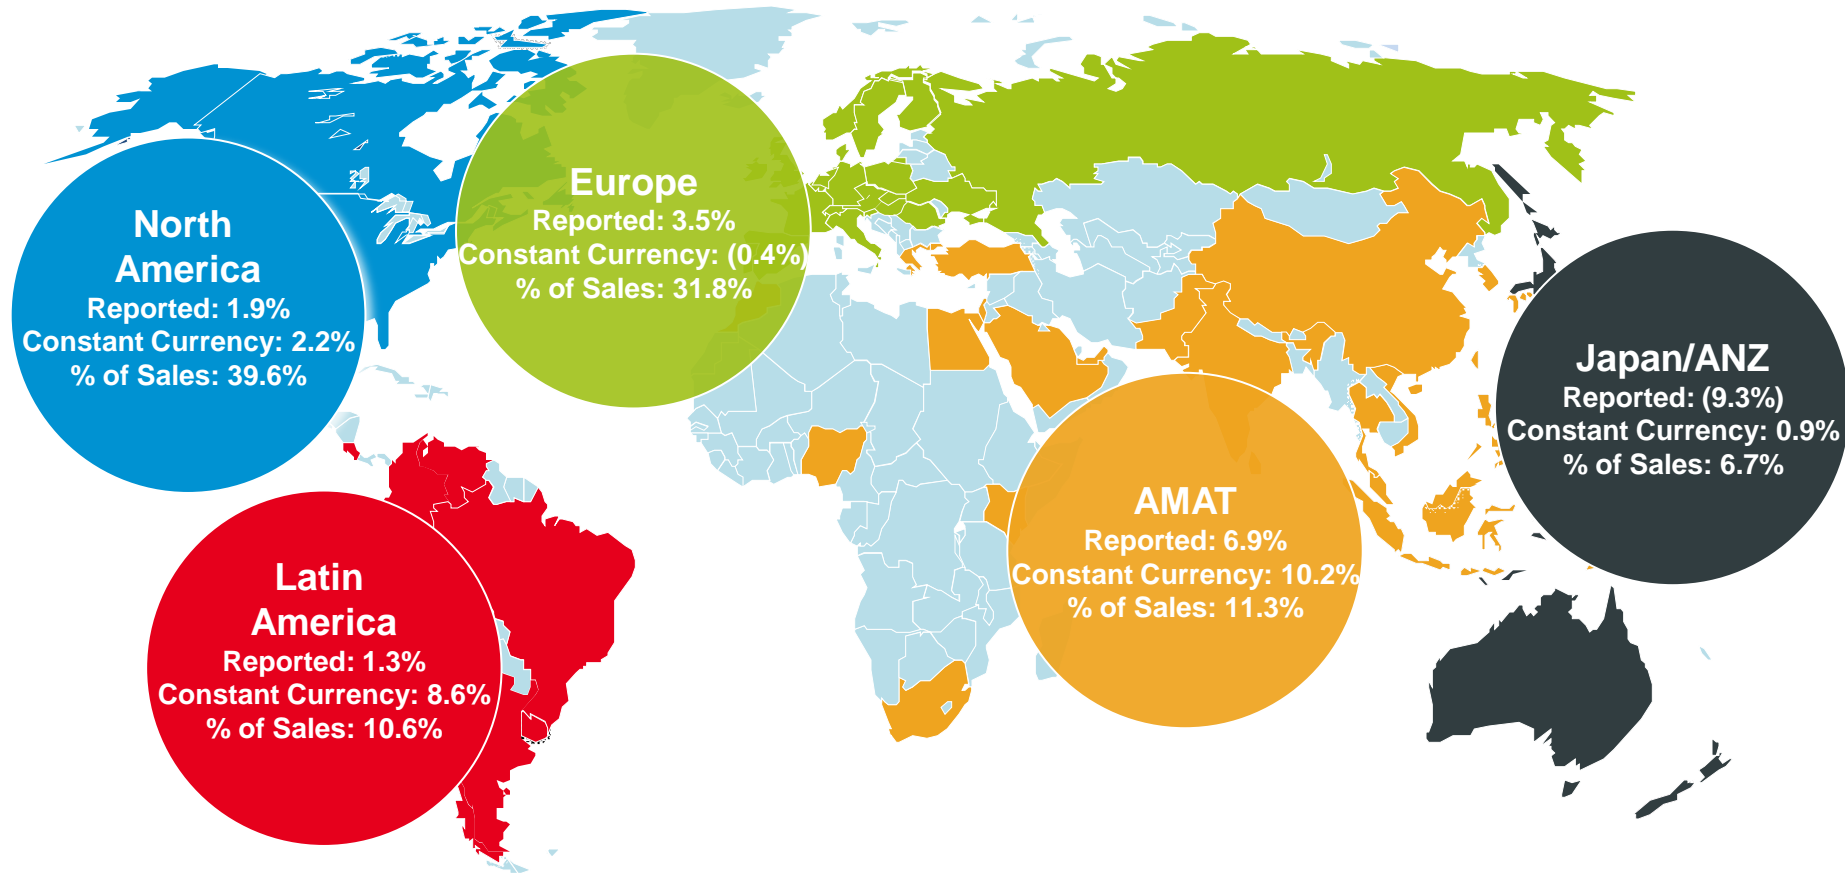 North
America
Reported: 1.9%
Constant Currency: 2.2%
% of Sales: 39.6%
Europe
Reported: 3.5%
Constant Currency: (0.4%)
% of Sales: 31.8%
Latin
America
Reported: 1.3%
Constant Currency: 8.6%
% of Sales: 10.6%
AMAT
Reported: 6.9%
Constant Currency: 10.2%
% of Sales: 11.3%
Japan/ANZ
Reported: (9.3%)
Constant Currency: 0.9%
% of Sales: 6.7%